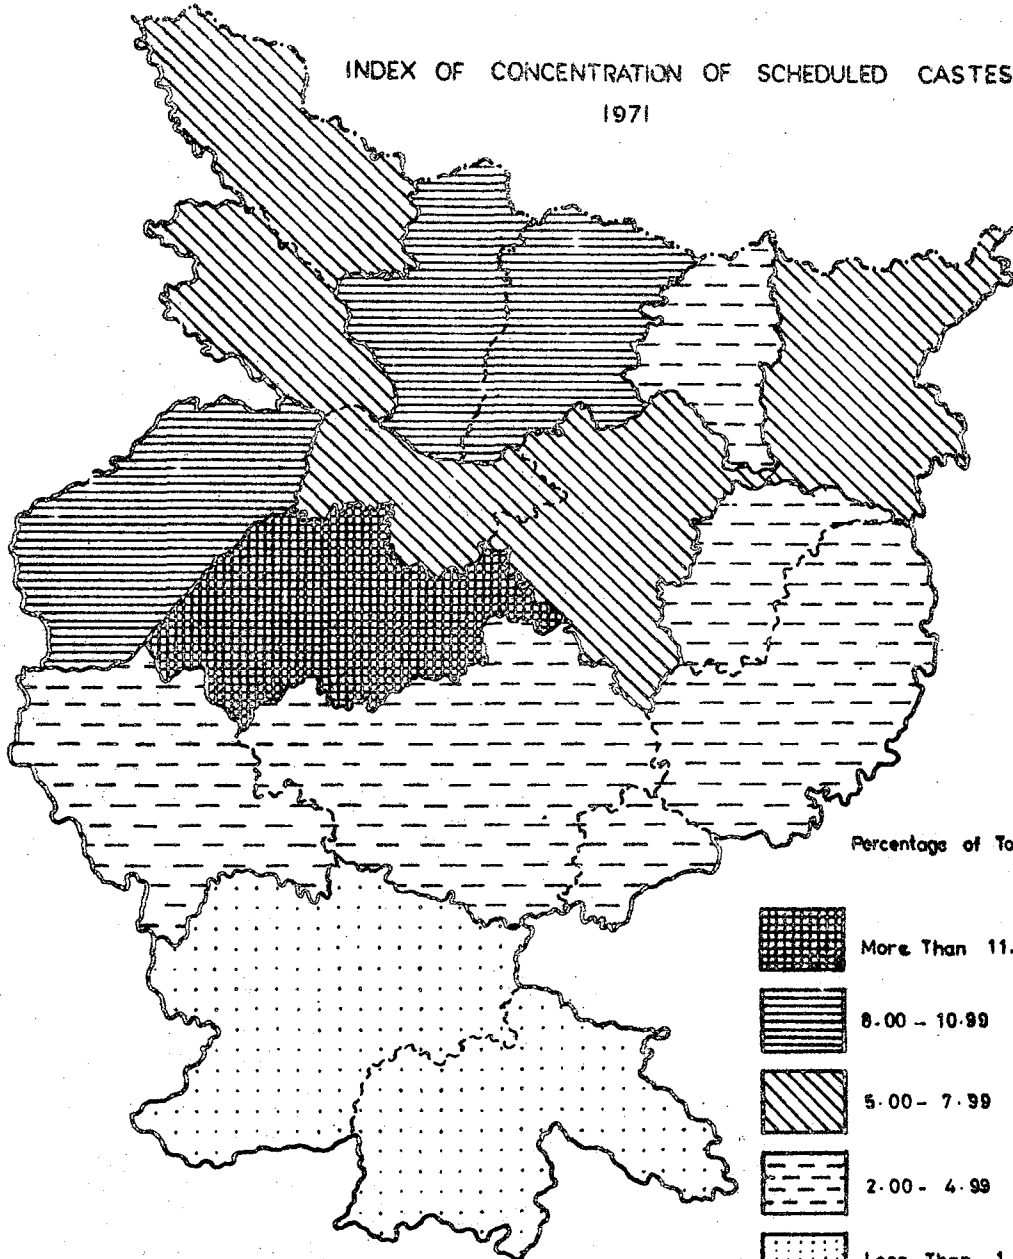 INDEX OF CONCENTRATION OF SCHEDULED CASTES
1971
Percentage of To
More Than 11.
8.00 - 10.99
5.00 - 7.99
2.00 - 4.99
Less Than 1